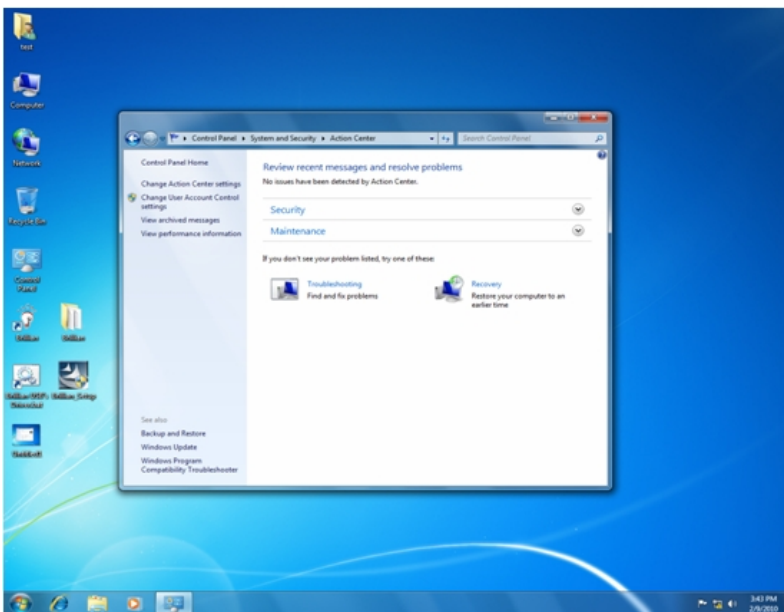 test
Computer
Network
Recycle Bin
Control Panel
Control Panel ▸ System and Security ▸ Action Center
Search Control Panel
Control Panel Home
Change Action Center settings
Change User Account Control
settings
View archived messages
View performance information
See also
Backup and Restore
Windows Update
Windows Program
Compatibility Troubleshooter
Review recent messages and resolve problems
No issues have been detected by Action Center.
Security
Maintenance
If you don't see your problem listed, try one of these:
Troubleshooting
Find and fix problems
Recovery
Restore your computer to an
earlier time
3:43 PM
2/9/2010